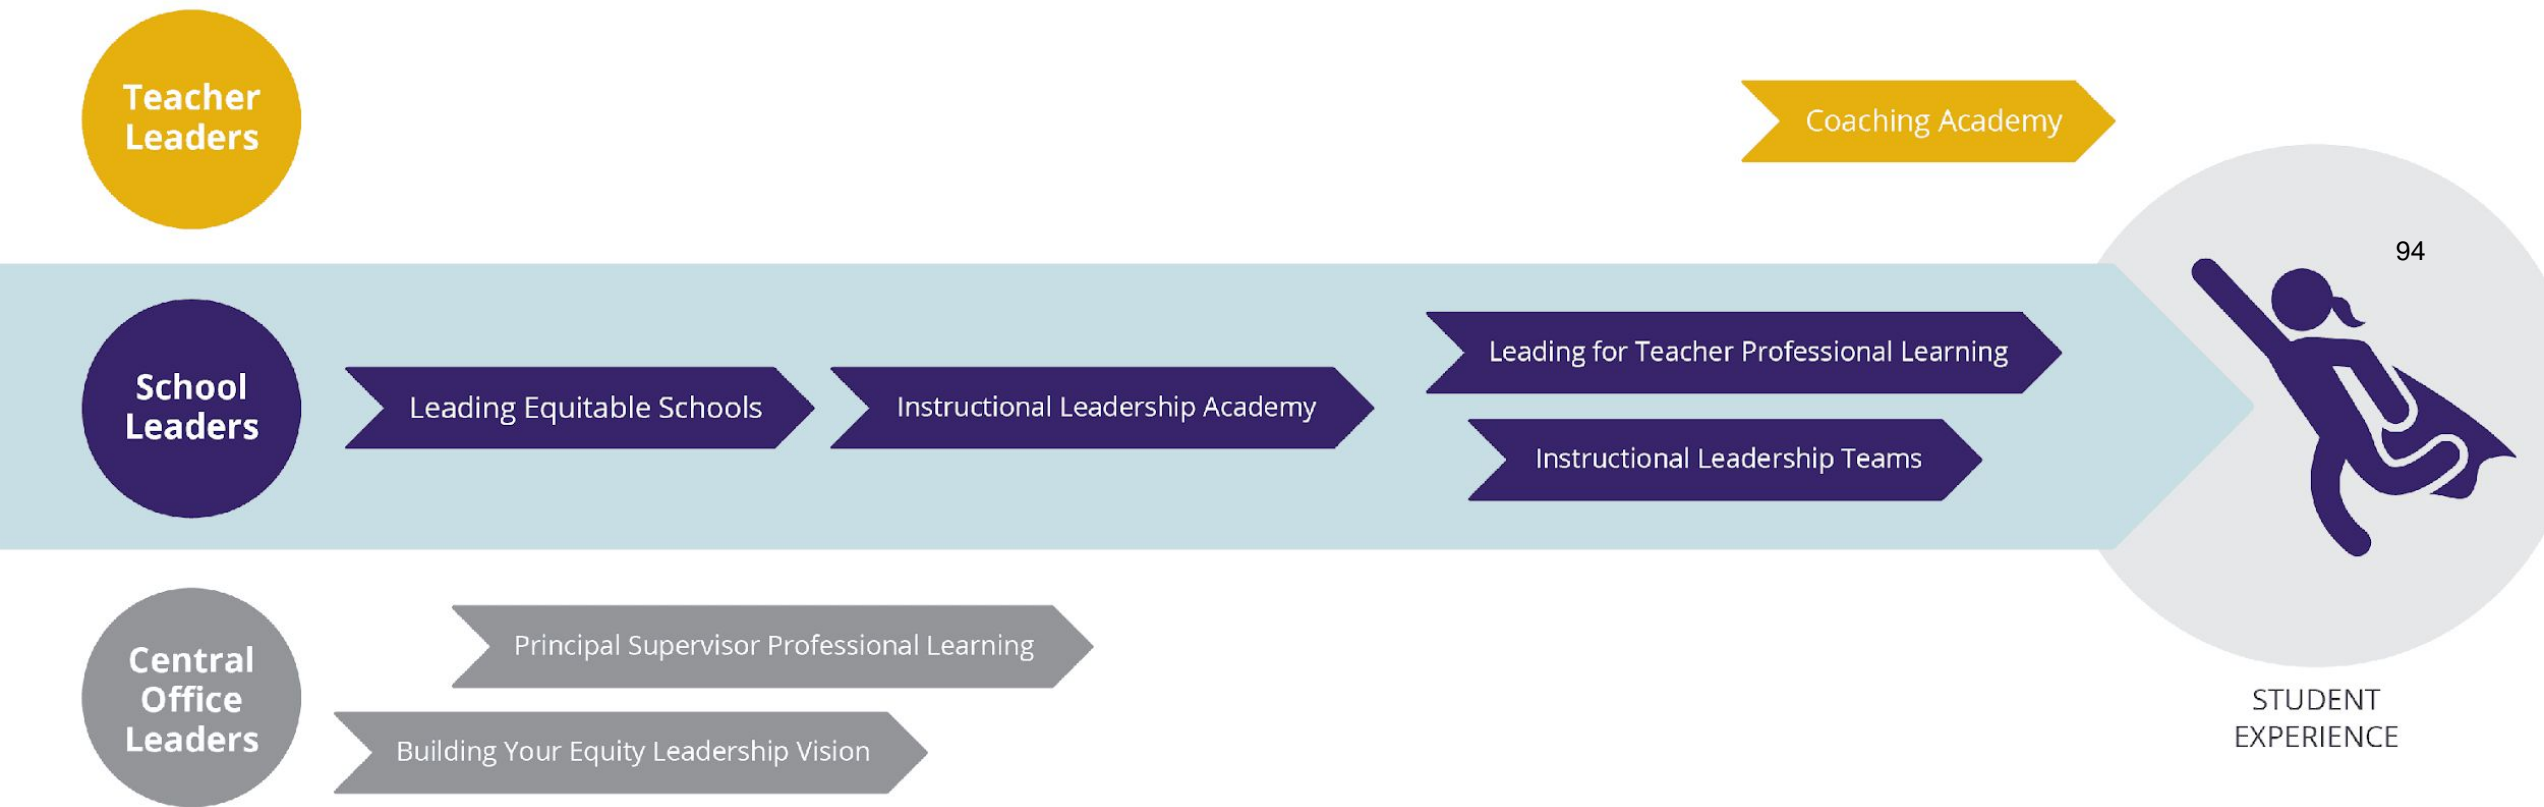 Teacher
Leaders
Coaching Academy
94
School
Leaders
Leading Equitable Schools
Instructional Leadership Academy
Leading for Teacher Professional Learning
Instructional Leadership Teams
Central
Office
Leaders
Principal Supervisor Professional Learning
Building Your Equity Leadership Vision
STUDENT
EXPERIENCE